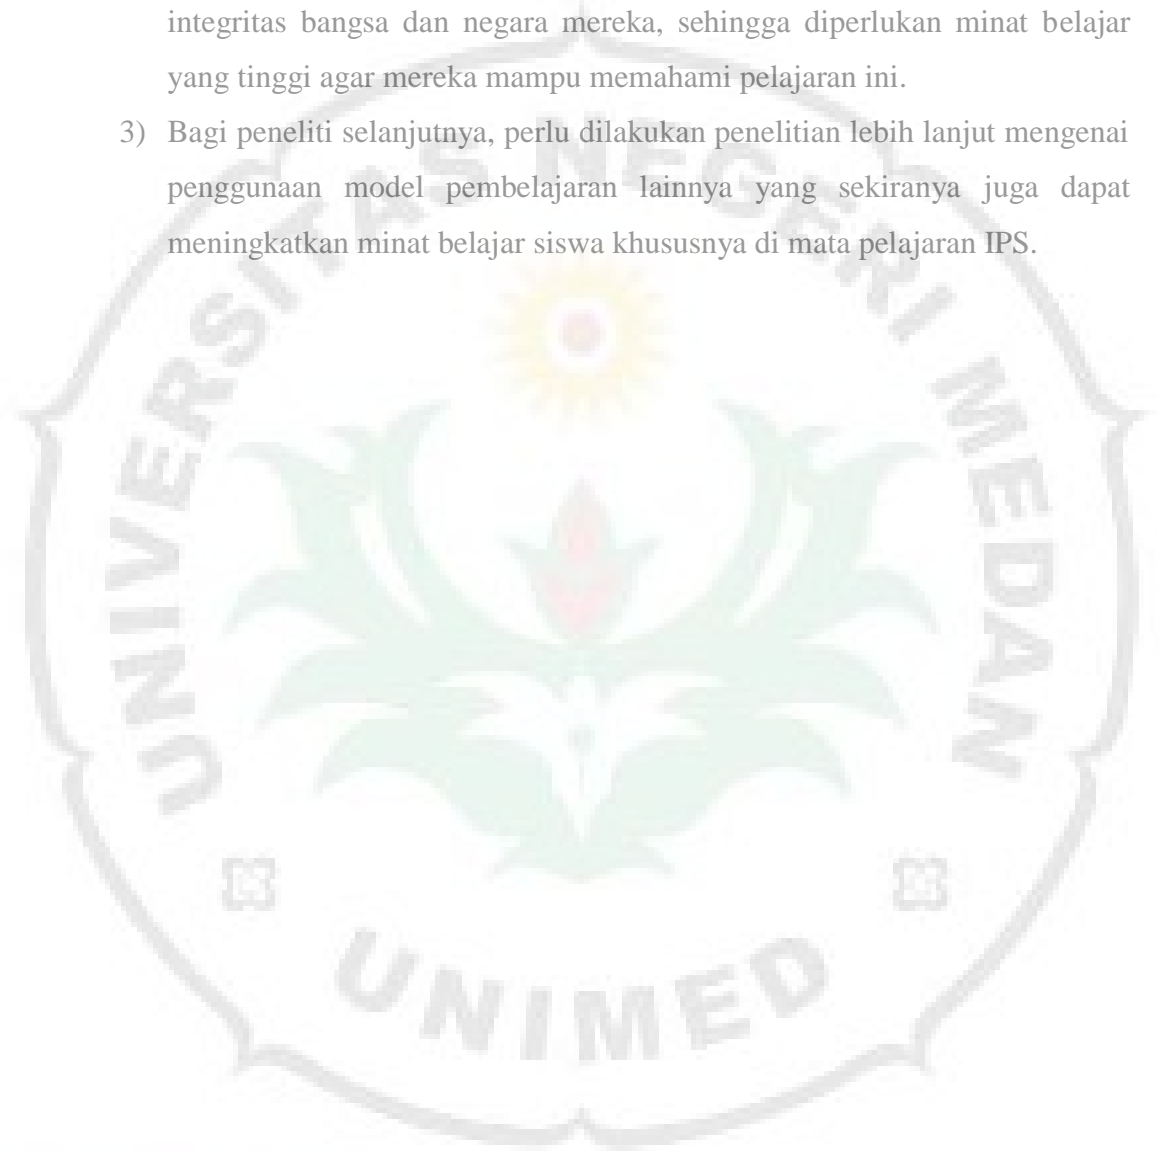 integritas bangsa dan negara mereka, sehingga diperlukan minat belajar
yang tinggi agar mereka mampu memahami pelajaran ini.
3) Bagi peneliti selanjutnya, perlu dilakukan penelitian lebih lanjut mengenai
penggunaan model pembelajaran lainnya yang sekiranya juga dapat
meningkatkan minat belajar siswa khususnya di mata pelajaran IPS.
UNIVERSITAS NEGERI MEDAN
UNIMED